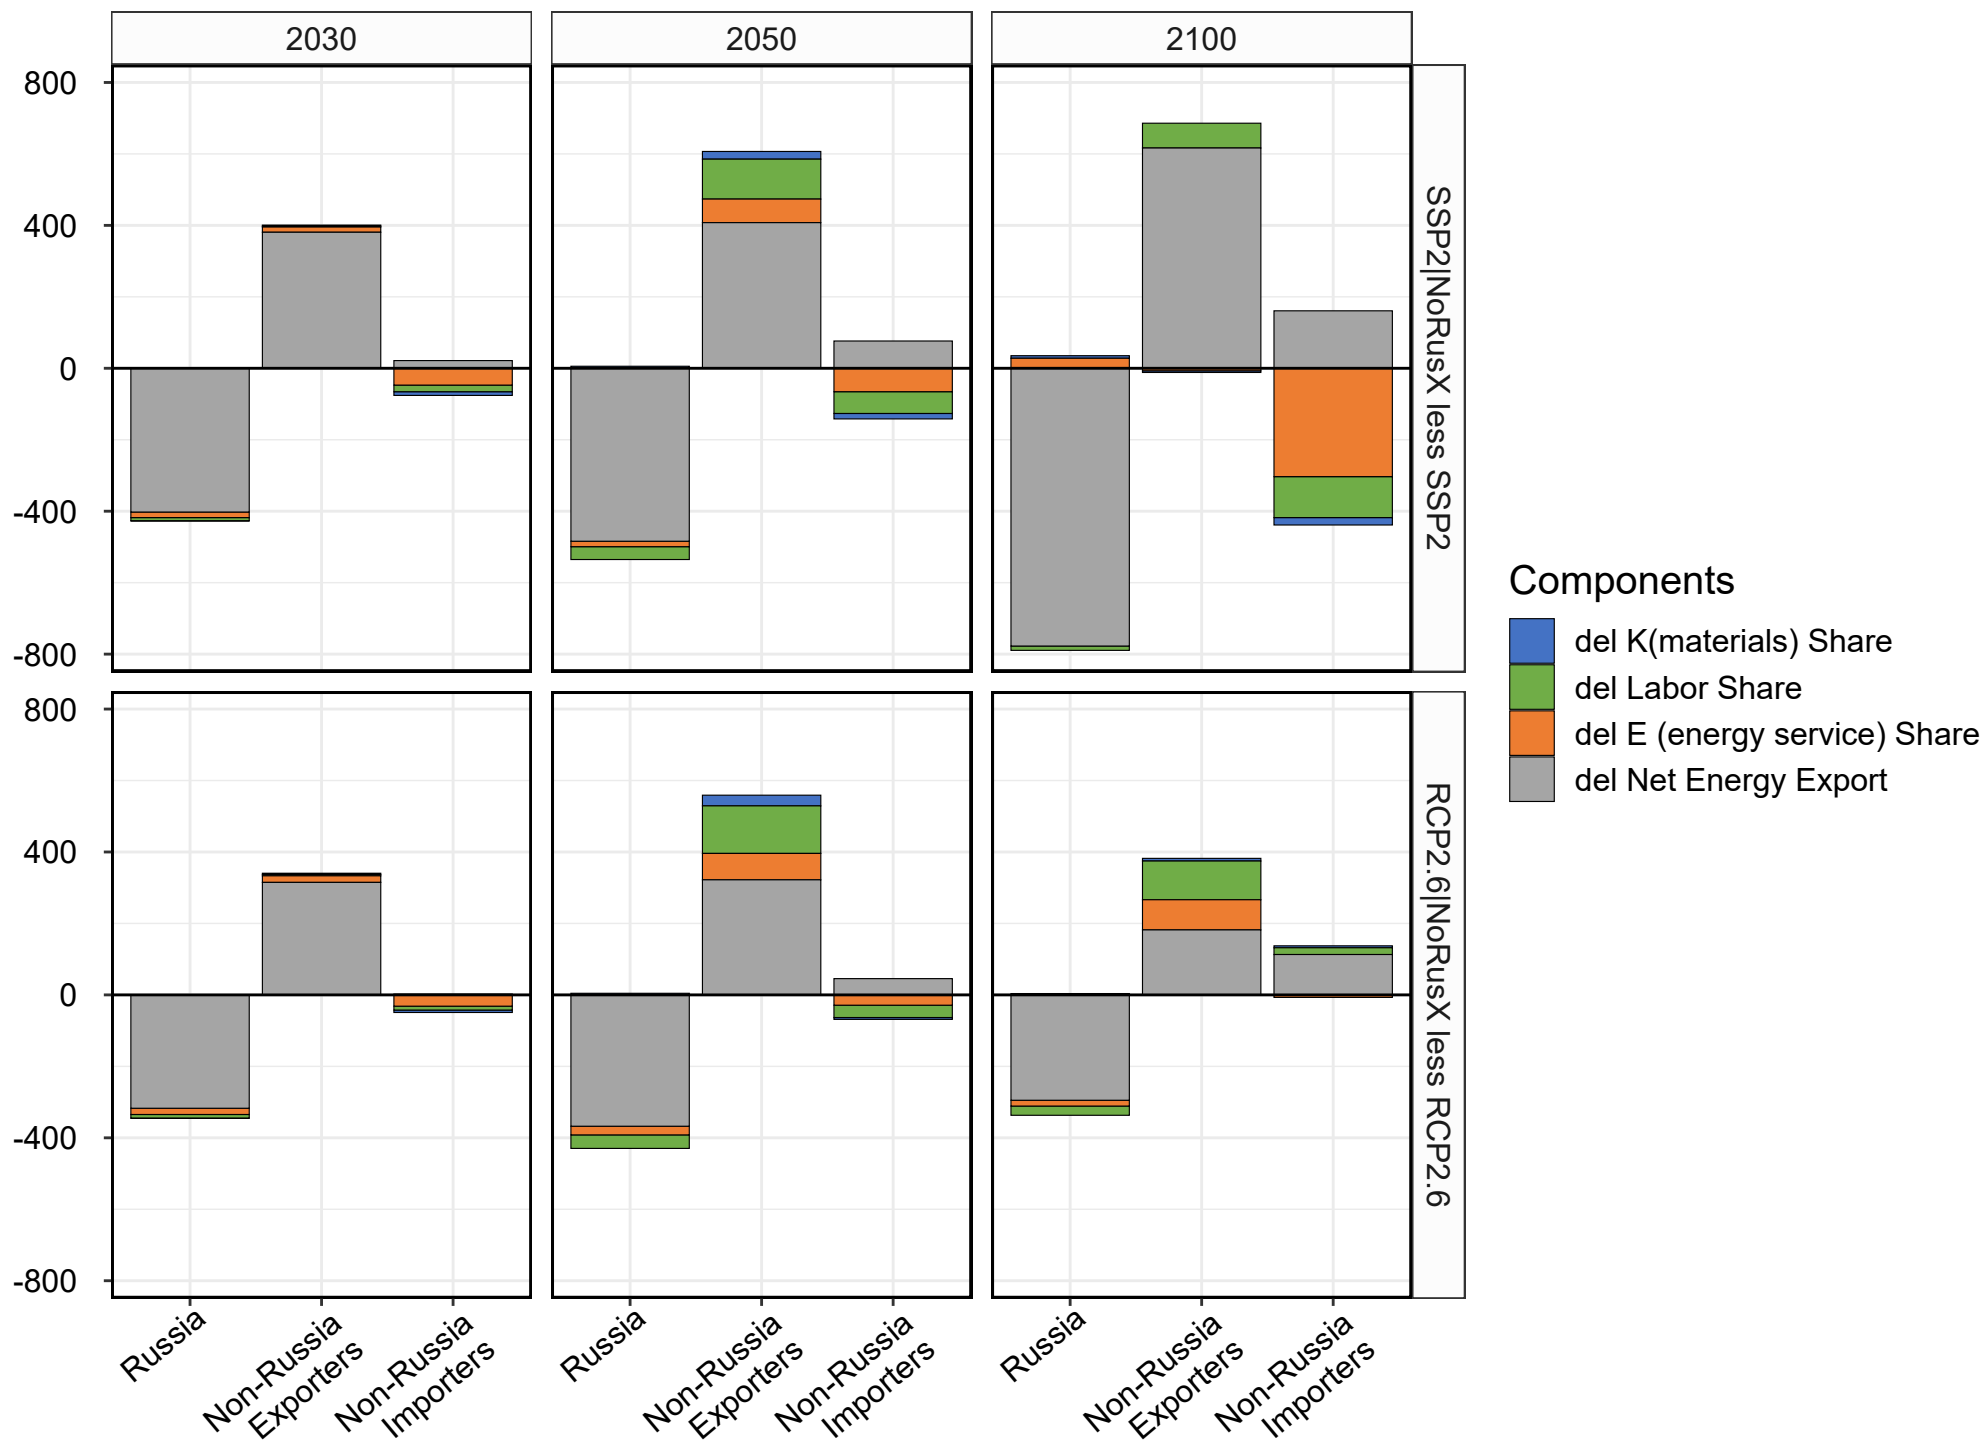 2030
2050
2100
800
400
0
-400
-800
SSP2|NoRusX less SSP2
800
400
0
-400
-800
RCP2.6|NoRusX less RCP2.6
Russia
Non-Russia
Exporters
Non-Russia
Importers
Russia
Non-Russia
Exporters
Non-Russia
Importers
Russia
Non-Russia
Exporters
Non-Russia
Importers
Components
del K(materials) Share
del Labor Share
del E (energy service) Share
del Net Energy Export